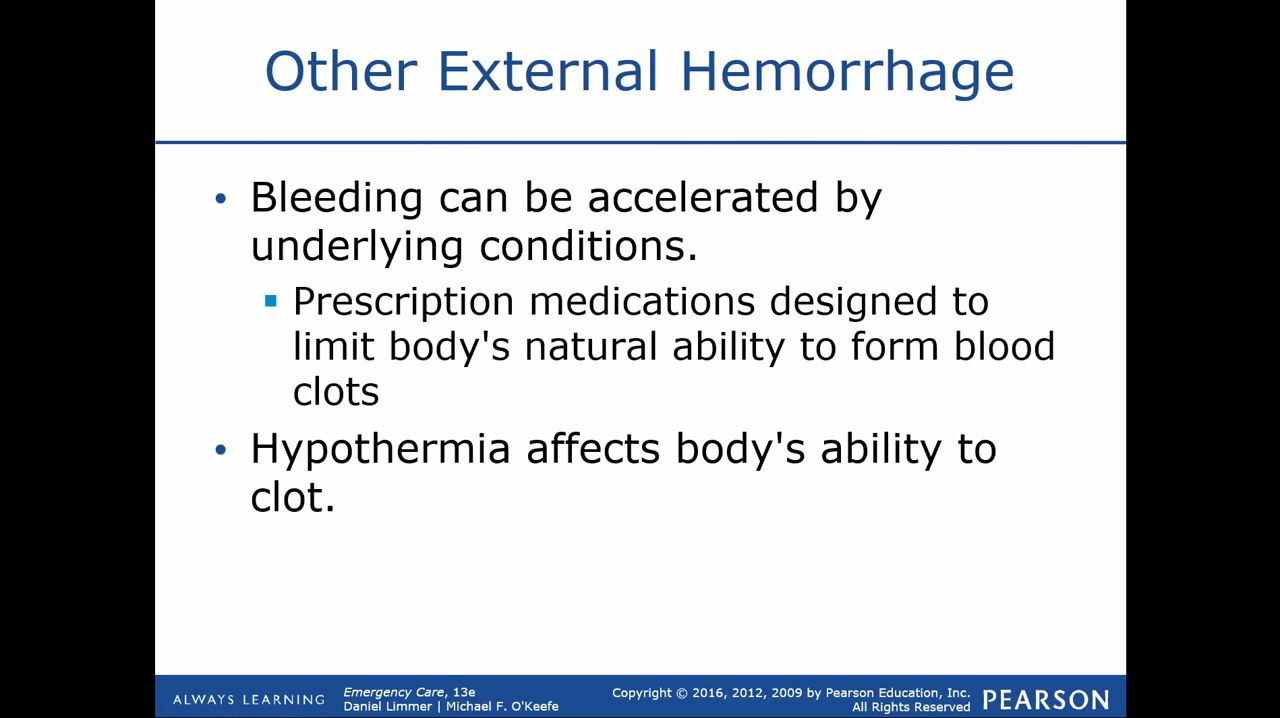 Other External Hemorrhage
• Bleeding can be accelerated by
underlying conditions.
▪ Prescription medications designed to
limit body's natural ability to form blood
clots
• Hypothermia affects body's ability to
clot.
ALWAYS LEARNING
Emergency Care, 13e
Daniel Limmer | Michael F. O'Keefe
Copyright © 2016, 2012, 2009 by Pearson Education, Inc.
All Rights Reserved
PEARSON